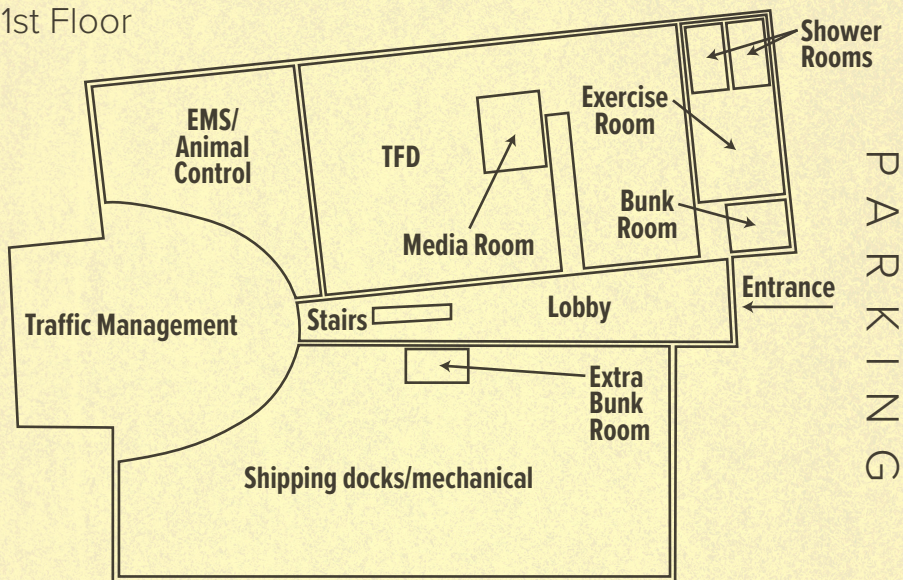 1st Floor
Shower
Rooms
EMS/
Animal
Control
TFD
Exercise
Room
Bunk
Room
Media Room
PARKING
Entrance
Traffic Management
Stairs
Lobby
Extra
Bunk
Room
Shipping docks/mechanical